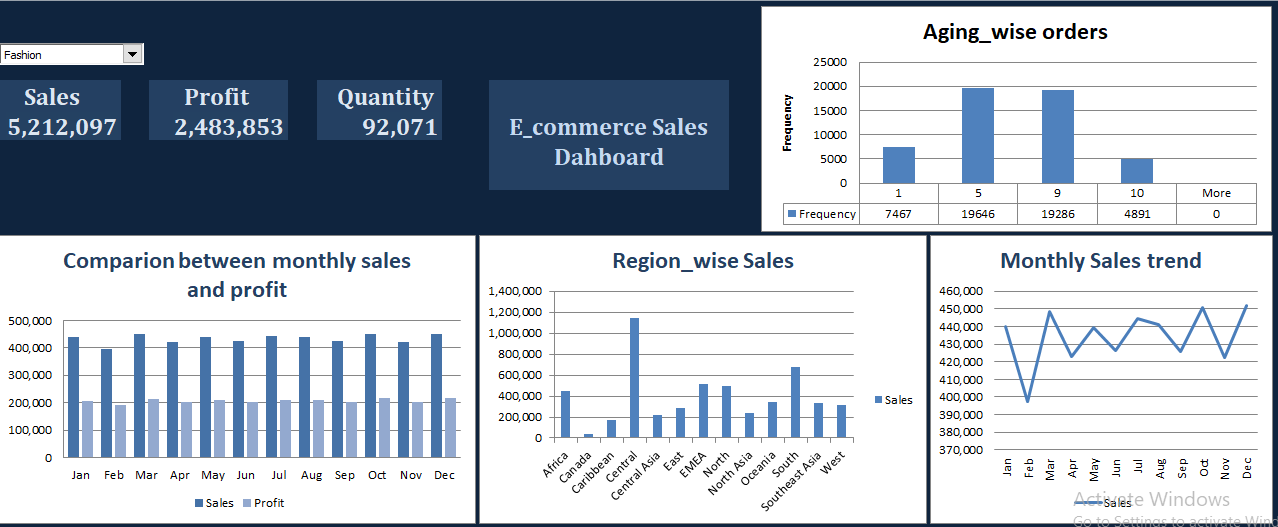 Fashion
Sales
5,212,097
Profit
2,483,853
Quantity
92,071
E_commerce Sales
Dahboard
Aging_wise orders
Frequency
25000
20000
15000
10000
5000
0
1 5 9 10 More
Frequency 7467 19646 19286 4891 0
Comparion between monthly sales
and profit
500,000
400,000
300,000
200,000
100,000
0
Jan Feb Mar Apr May Jun Jul Aug Sep Oct Nov Dec
Sales Profit
Region_wise Sales
1,400,000
1,200,000
1,000,000
800,000
600,000
400,000
200,000
0
Africa
Canada
Caribbean
Central
Central Asia
East
EMEA
North
North Asia
Oceania
South
Southeast Asia
West
Sales
Monthly Sales trend
460,000
450,000
440,000
430,000
420,000
410,000
400,000
390,000
380,000
370,000
Jan
Feb
Mar
Apr
May
Jun
Jul
Aug
Sep
Oct
Nov
Dec
Sales
Activate Windows
Go to Settings to activate Win